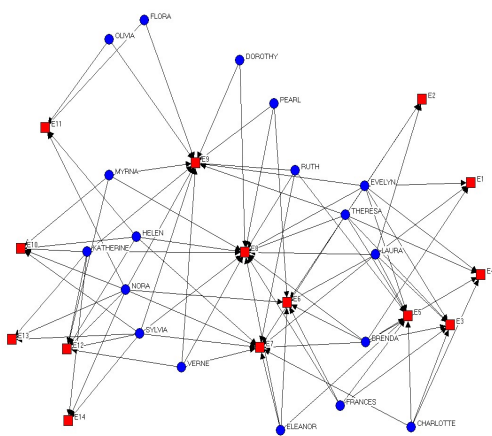 FLORA
OLIVIA
DOROTHY
E2
PEARL
E11
E9
MYRNA
RUTH
E1
EVELYN
THERESA
HELEN
E10
KATHERINE
E8
LAURA
E4
NORA
E6
E5
E3
E13
SYLVIA
E12
E7
BRENDA
VERNE
FRANCES
E14
ELEANOR
CHARLOTTE